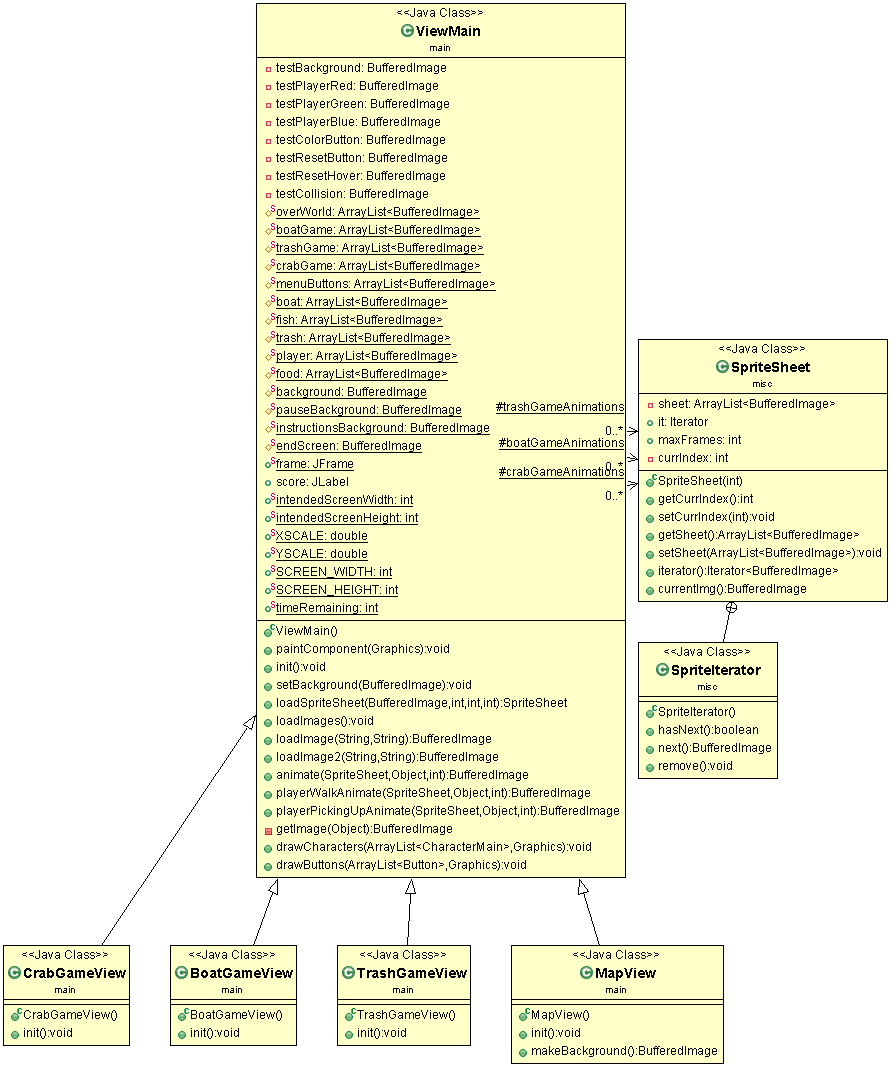 <<Java Class>>
ViewMain
main
testBackground: BufferedImage
testPlayerRed: BufferedImage
testPlayerGreen: BufferedImage
testPlayerBlue: BufferedImage
testColorButton: BufferedImage
testResetButton: BufferedImage
testResetHover: BufferedImage
testCollision: BufferedImage
overWorld: ArrayList<BufferedImage>
boatGame: ArrayList<BufferedImage>
trashGame: ArrayList<BufferedImage>
crabGame: ArrayList<BufferedImage>
menuButtons: ArrayList<BufferedImage>
boat: ArrayList<BufferedImage>
fish: ArrayList<BufferedImage>
trash: ArrayList<BufferedImage>
player: ArrayList<BufferedImage>
food: ArrayList<BufferedImage>
background: BufferedImage
pauseBackground: BufferedImage
instructionsBackground: BufferedImage
endScreen: BufferedImage
frame: JFrame
score: JLabel
intendedScreenWidth: int
intendedScreenHeight: int
XSCALE: double
YSCALE: double
SCREEN_WIDTH: int
SCREEN_HEIGHT: int
timeRemaining: int
ViewMain()
paintComponent(Graphics):void
init():void
setBackground(BufferedImage):void
loadSpriteSheet(BufferedImage,int,int,int):SpriteSheet
loadImages():void
loadImage(String,String):BufferedImage
loadImage2(String,String):BufferedImage
animate(SpriteSheet,Object,int):BufferedImage
playerWalkAnimate(SpriteSheet,Object,int):BufferedImage
playerPickingUpAnimate(SpriteSheet,Object,int):BufferedImage
getImage(Object):BufferedImage
drawCharacters(ArrayList<CharacterMain>,Graphics):void
drawButtons(ArrayList<Button>,Graphics):void
#trashGameAnimations
0..*
#boatGameAnimations
0..*
#crabGameAnimations
0..*
<<Java Class>>
SpriteSheet
misc
sheet: ArrayList<BufferedImage>
it: Iterator
maxFrames: int
currIndex: int
SpriteSheet(int)
getCurrIndex():int
setCurrIndex(int):void
getSheet():ArrayList<BufferedImage>
setSheet(ArrayList<BufferedImage>):void
iterator():Iterator<BufferedImage>
currentImg():BufferedImage
<<Java Class>>
SpriteIterator
misc
SpriteIterator()
hasNext():boolean
next():BufferedImage
remove():void
<<Java Class>>
CrabGameView
main
CrabGameView()
init():void
<<Java Class>>
BoatGameView
main
BoatGameView()
init():void
<<Java Class>>
TrashGameView
main
TrashGameView()
init():void
<<Java Class>>
MapView
main
MapView()
init():void
makeBackground():BufferedImage